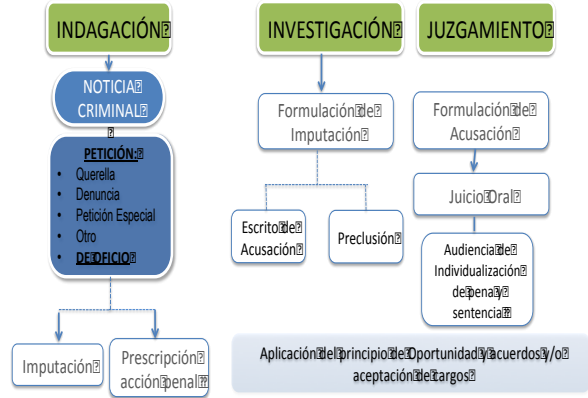 INDAGACIÓN
NOTICIA
CRIMINAL
PETICIÓN:
• Querella
• Denuncia
• Petición Especial
• Otro
• DE OFICIO
Imputación
Prescripción
acción penal
INVESTIGACIÓN
Formulación de
Imputación
Escrito de
Acusación
Preclusión
JUZGAMIENTO
Formulación de
Acusación
Juicio Oral
Audiencia de
Individualización
de pena y
sentencia
Aplicación del principio de Oportunidad y acuerdos y/o
aceptación de cargos